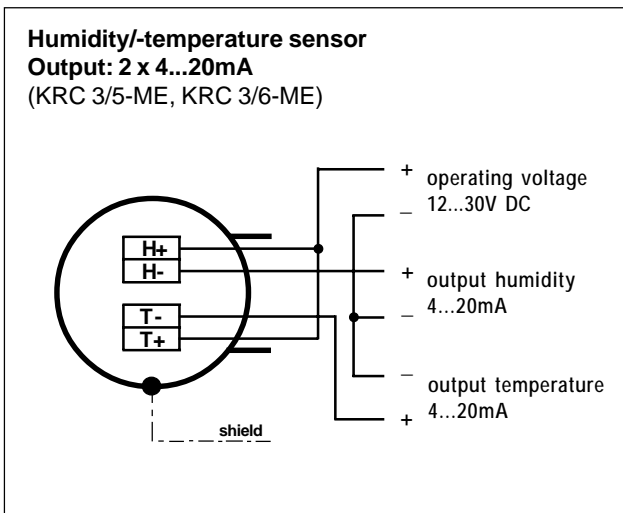 Humidity/-temperature sensor
Output: 2 x 4...20mA
(KRC 3/5-ME, KRC 3/6-ME)
+ operating voltage
– 12...30V DC
H+
H-
+ output humidity
– 4...20mA
T-
T+
– output temperature
+ 4...20mA
shield